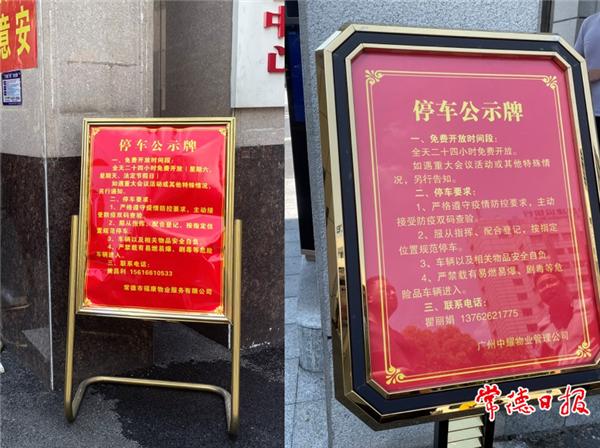 意安
停车公示牌
一、免费开放时间段:
全天二十四小时免费开放(星期六、
星期天、法定节假日)
如遇重大会议活动或其他特殊情况,
另行通知。
二、停车要求:
1、严格遵守疫情防控要求,主动接
受防疫双码查验。
2、服从指挥、配合登记,按指定位
置规范停车。
3、车辆以及相关物品安全自负。
4、严禁载有易燃易爆、剧毒等危险
车辆进入。
三、联系电话:
黄昌利 15616610533
常德市福康物业服务有限公司
停车公示牌
一、免费开放时间段:
全天二十四小时免费开放。
如遇重大会议活动或其他特殊情
况,另行告知。
二、停车要求:
1、严格遵守疫情防控要求,主动
接受防疫双码查验。
2、服从指挥、配合登记,按指定
位置规范停车。
3、车辆以及相关物品安全自负。
4、严禁载有易燃易爆、剧毒等危
险品车辆进入。
三、联系电话:
瞿丽娟 13762621775
广州中耀物业管理公司
常德日报